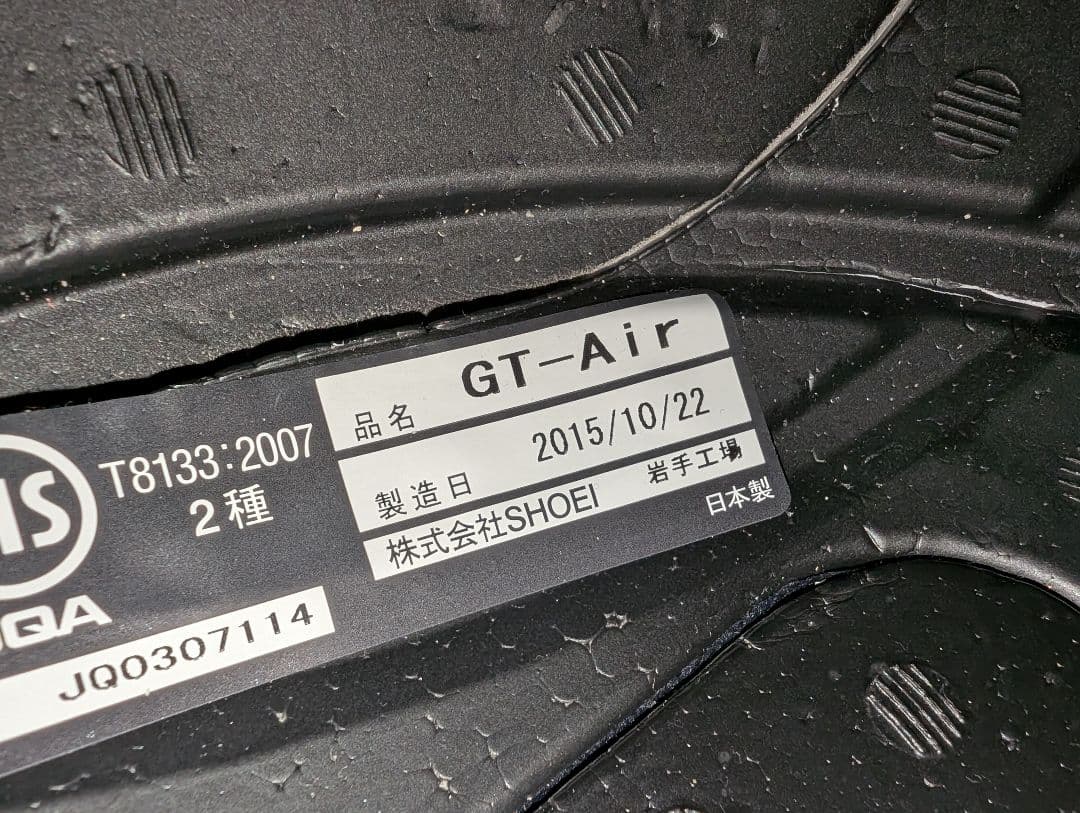 GT-Air
品名
2015/10/22
製造日
株式会社SHOEI 岩手工場
日本製
T8133:2007
2種
JQ0307114